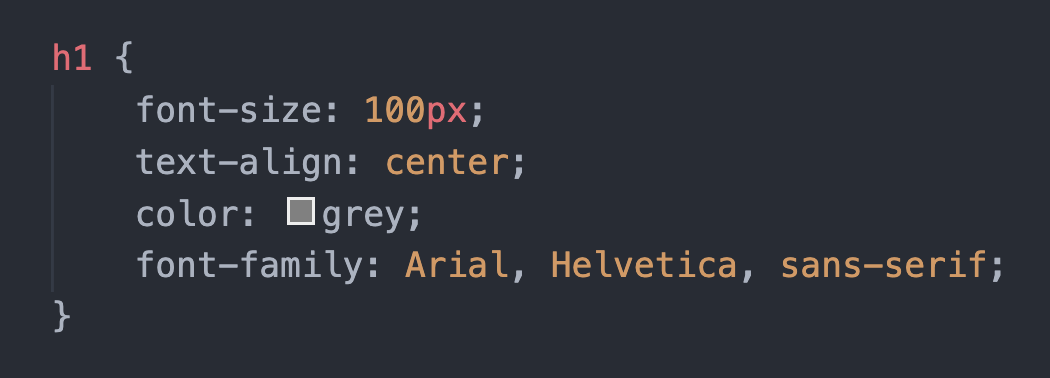 h1 {
    font-size: 100px;
    text-align: center;
    color: grey;
    font-family: Arial, Helvetica, sans-serif;
}